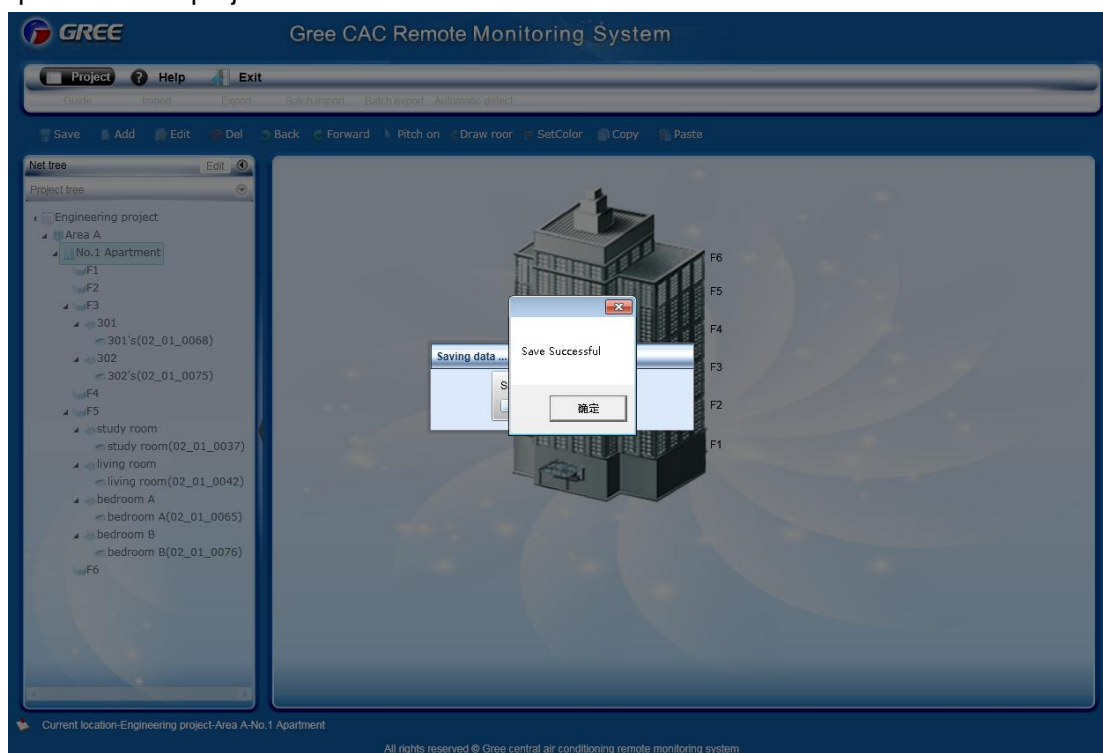 GREE
Gree CAC Remote Monitoring System
Project Help Exit
Guide Import Export Batch import Batch export Automatic detect
Save Add Edit Del Back Forward Pitch on Draw roor SetColor Copy Paste
Net tree Edit
Project tree
Engineering project
Area A
No.1 Apartment
F1
F2
F3
301
301's(02_01_0068)
302
302's(02_01_0075)
F4
F5
study room
study room(02_01_0037)
living room
living room(02_01_0042)
bedroom A
bedroom A(02_01_0065)
bedroom B
bedroom B(02_01_0076)
F6
F6
F5
F4
F3
F2
F1
Saving data ...
Save Successful
确定
Current location-Engineering project-Area A-No.1 Apartment
All rights reserved © Gree central air conditioning remote monitoring system